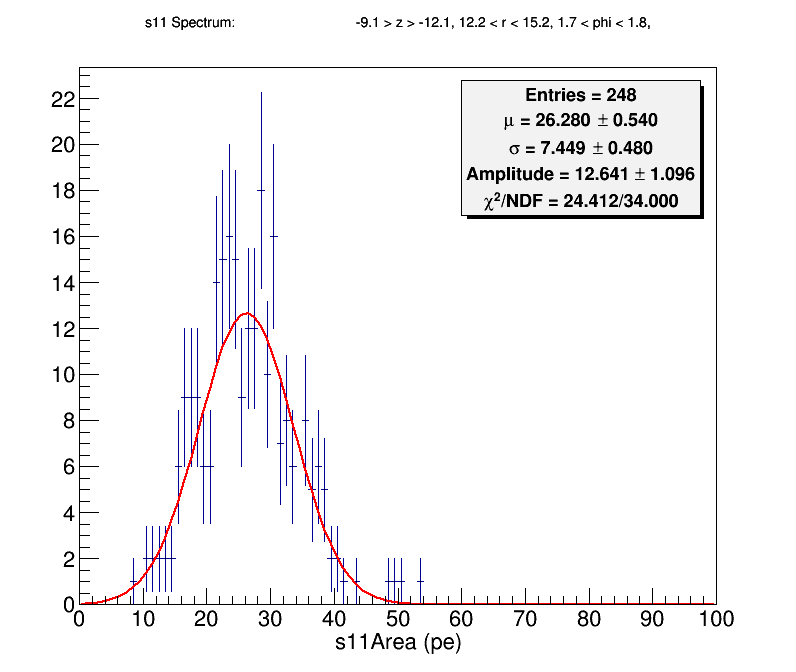 s11 Spectrum: -9.1 > z > -12.1, 12.2 < r < 15.2, 1.7 < phi < 1.8,
Entries = 248
μ = 26.280 ± 0.540
σ = 7.449 ± 0.480
Amplitude = 12.641 ± 1.096
χ²/NDF = 24.412/34.000
22
20
18
16
14
12
10
8
6
4
2
0
0 10 20 30 40 50 60 70 80 90 100
s11Area (pe)